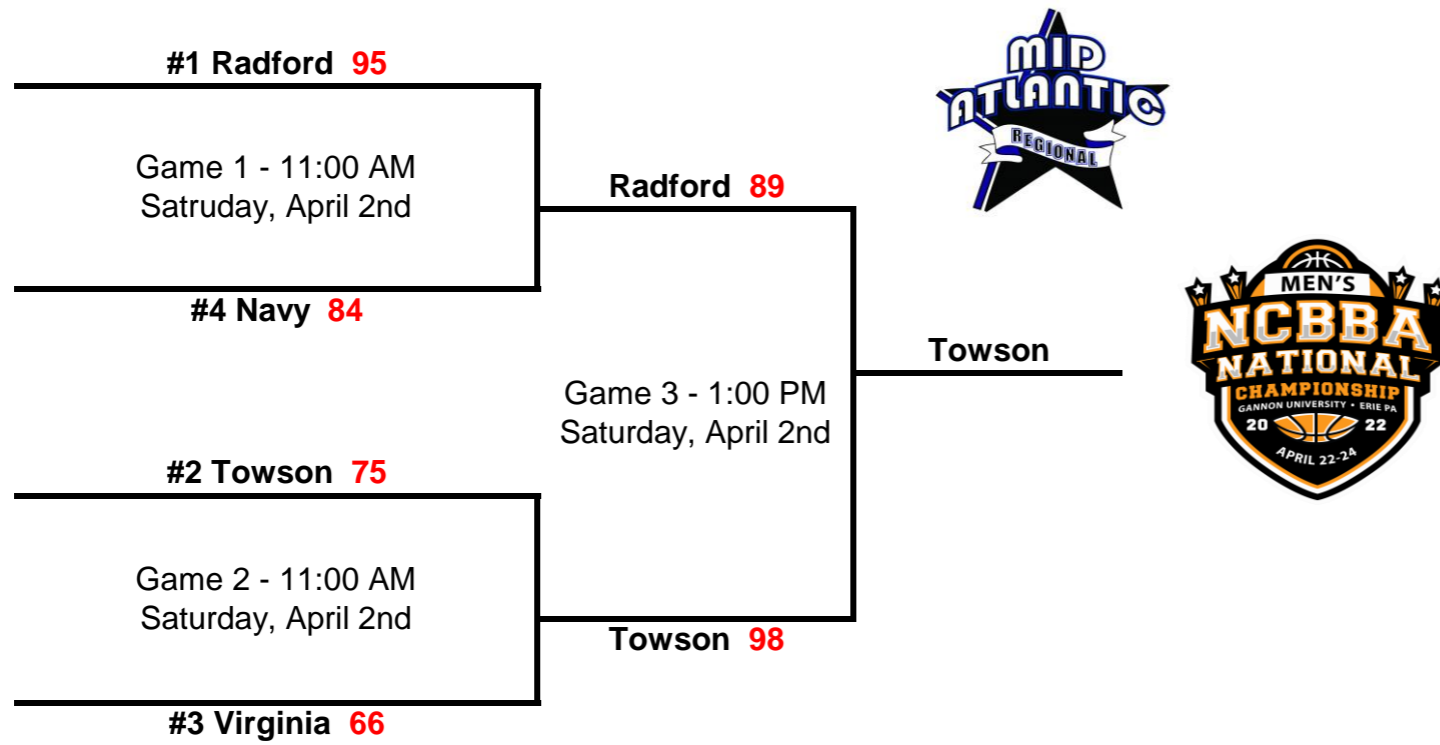 #1 Radford 95
Game 1 - 11:00 AM
Satruday, April 2nd
#4 Navy 84
Radford 89
Game 3 - 1:00 PM
Saturday, April 2nd
Towson 98
#2 Towson 75
Game 2 - 11:00 AM
Saturday, April 2nd
#3 Virginia 66
Towson
MID
ATLANTIC
REGIONAL
MEN'S
NCBBA
NATIONAL
CHAMPIONSHIP
GANNON UNIVERSITY • ERIE PA
20 22
APRIL 22-24